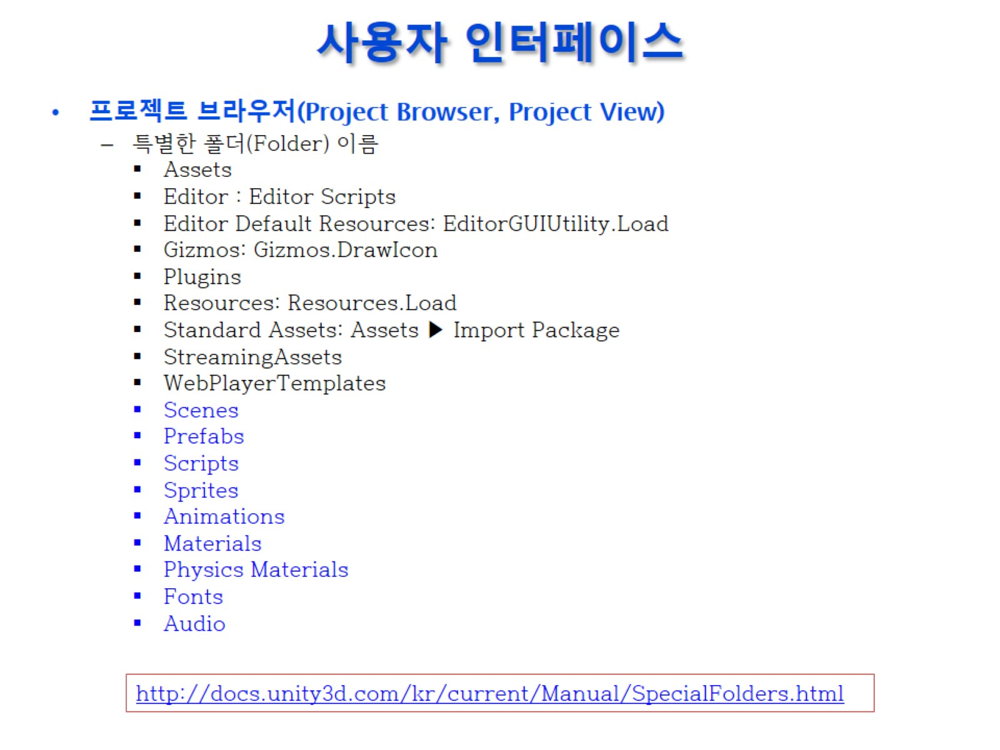 사용자 인터페이스
• 프로젝트 브라우저(Project Browser, Project View)
– 특별한 폴더(Folder) 이름
▪ Assets
▪ Editor : Editor Scripts
▪ Editor Default Resources: EditorGUIUtility.Load
▪ Gizmos: Gizmos.DrawIcon
▪ Plugins
▪ Resources: Resources.Load
▪ Standard Assets: Assets ▶ Import Package
▪ StreamingAssets
▪ WebPlayerTemplates
▪ Scenes
▪ Prefabs
▪ Scripts
▪ Sprites
▪ Animations
▪ Materials
▪ Physics Materials
▪ Fonts
▪ Audio
http://docs.unity3d.com/kr/current/Manual/SpecialFolders.html